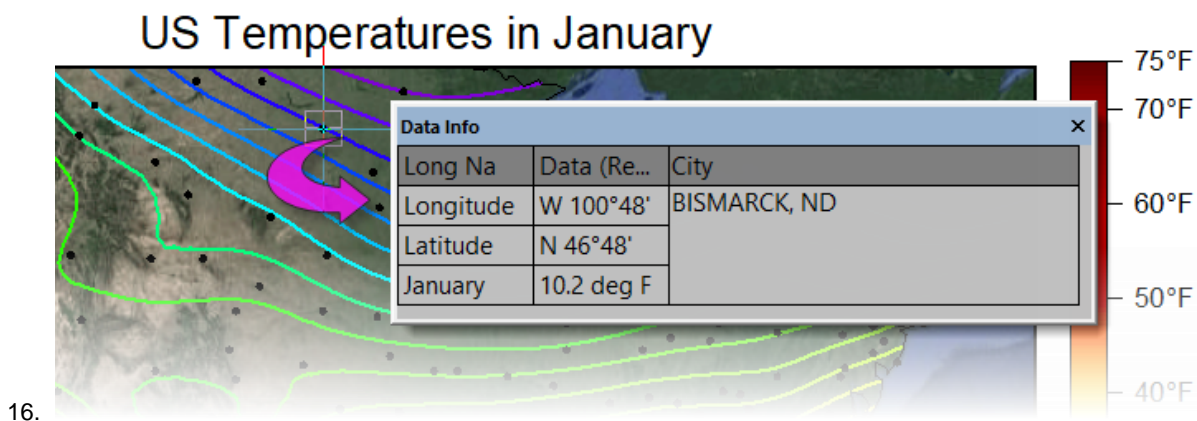 US Temperatures in January
75°F
70°F
Data Info ×
Long Na Data (Re... City
Longitude W 100°48' BISMARCK, ND
60°F
Latitude N 46°48'
January 10.2 deg F
50°F
40°F
16.